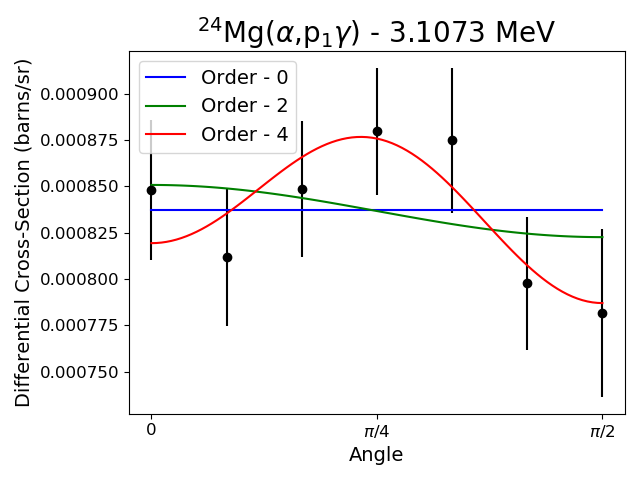 ²⁴Mg(α,p₁γ) - 3.1073 MeV
Order - 0
Order - 2
Order - 4
Differential Cross-Section (barns/sr)
0.000900
0.000875
0.000850
0.000825
0.000800
0.000775
0.000750
0
π/4
π/2
Angle